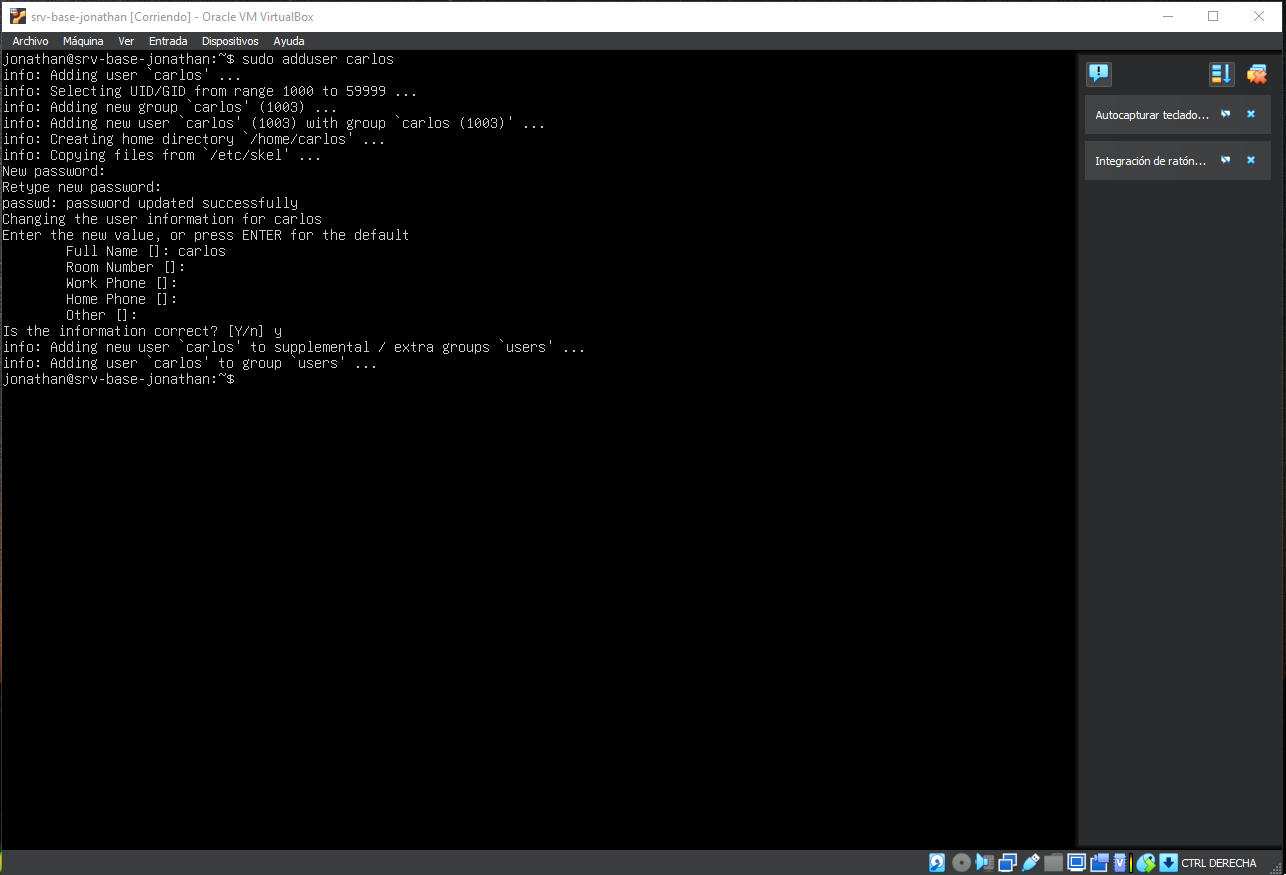 srv-base-jonathan [Corriendo] - Oracle VM VirtualBox
Archivo Máquina Ver Entrada Dispositivos Ayuda
jonathan@srv-base-jonathan:~$ sudo adduser carlos
info: Adding user `carlos' ...
info: Selecting UID/GID from range 1000 to 59999 ...
info: Adding new group `carlos' (1003) ...
info: Adding new user `carlos' (1003) with group `carlos (1003)' ...
info: Creating home directory `/home/carlos' ...
info: Copying files from `/etc/skel' ...
New password:
Retype new password:
passwd: password updated successfully
Changing the user information for carlos
Enter the new value, or press ENTER for the default
        Full Name []: carlos
        Room Number []:
        Work Phone []:
        Home Phone []:
        Other []:
Is the information correct? [Y/n] y
info: Adding new user `carlos' to supplemental / extra groups `users' ...
info: Adding user `carlos' to group `users' ...
jonathan@srv-base-jonathan:~$
Autocapturar teclado...
Integración de ratón...
CTRL DERECHA